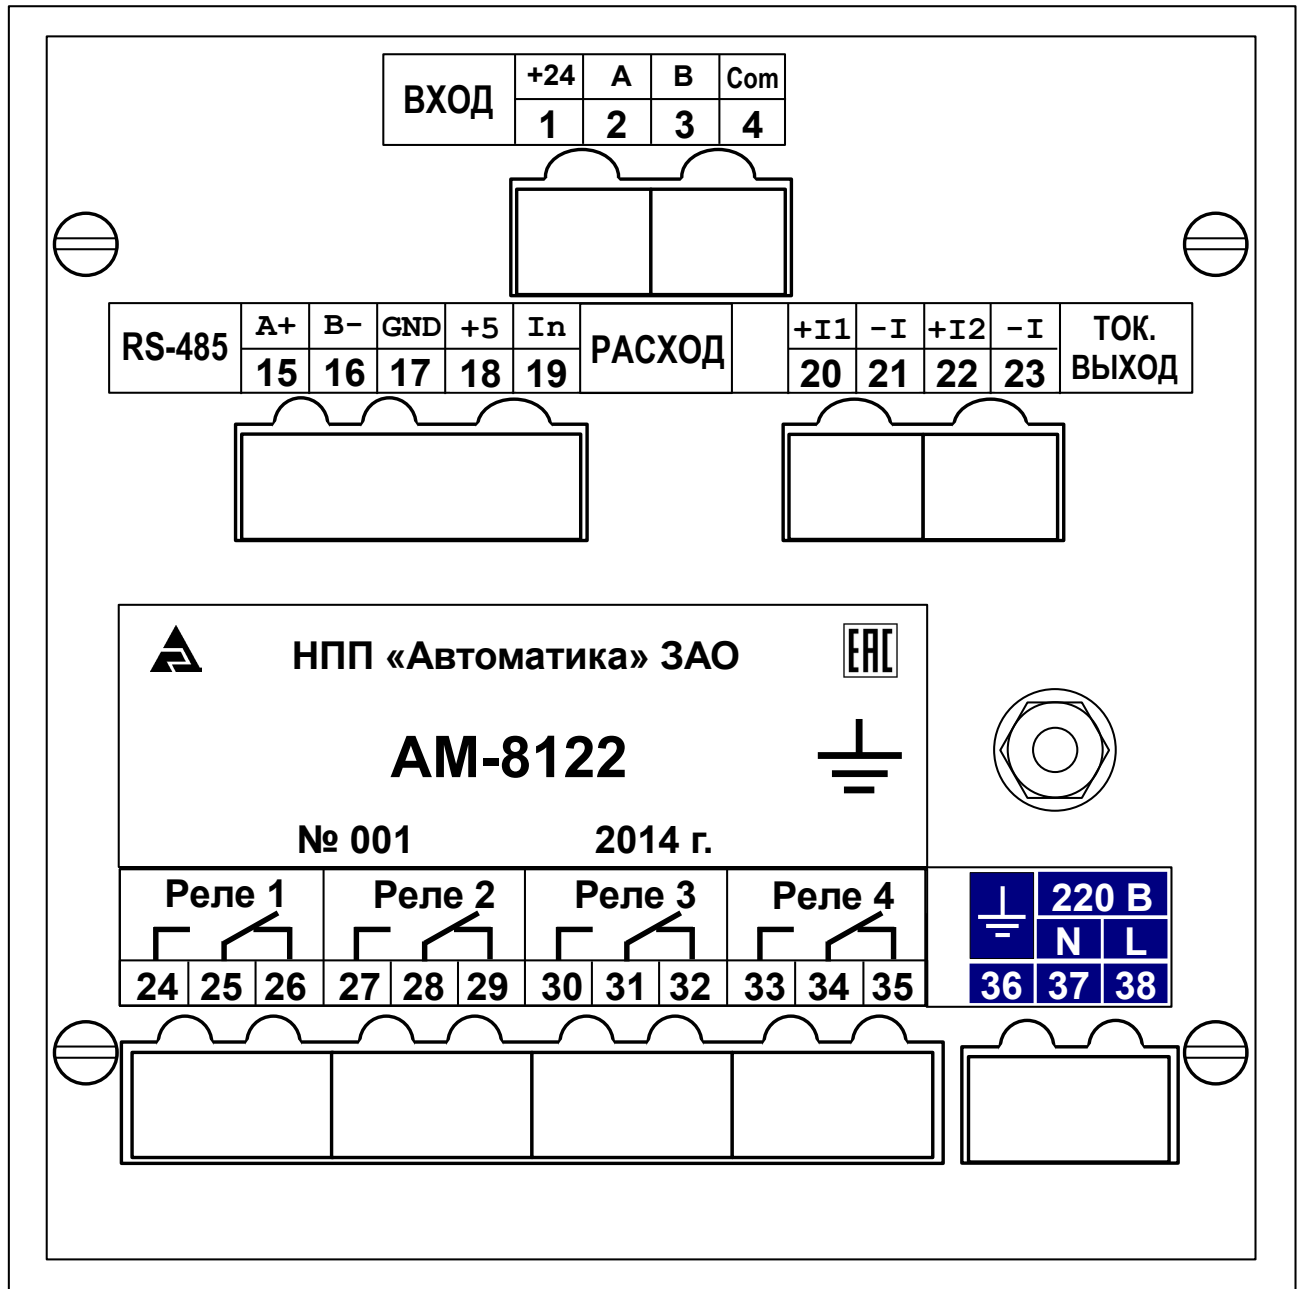 ВХОД +24 A B Com
1 2 3 4
RS-485 A+ B- GND +5 In РАСХОД +I1 -I +I2 -I ТОК. ВЫХОД
15 16 17 18 19 20 21 22 23
НПП «Автоматика» ЗАО EAC
АМ-8122
№ 001 2014 г.
Реле 1 Реле 2 Реле 3 Реле 4 220 В
N L
24 25 26 27 28 29 30 31 32 33 34 35 36 37 38